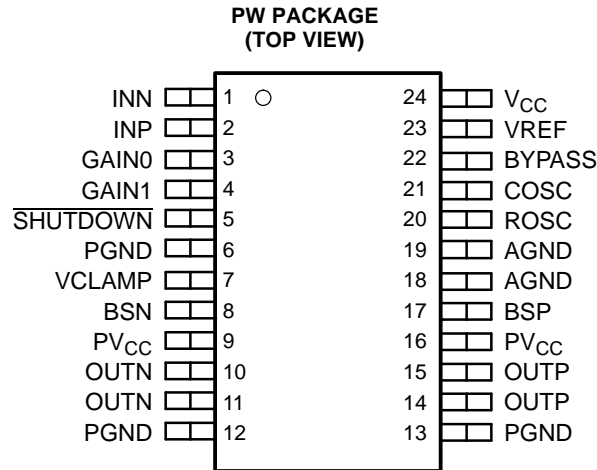 PW PACKAGE
(TOP VIEW)
INN 1 24 VCC
INP 2 23 VREF
GAIN0 3 22 BYPASS
GAIN1 4 21 COSC
SHUTDOWN 5 20 ROSC
PGND 6 19 AGND
VCLAMP 7 18 AGND
BSN 8 17 BSP
PVCC 9 16 PVCC
OUTN 10 15 OUTP
OUTN 11 14 OUTP
PGND 12 13 PGND